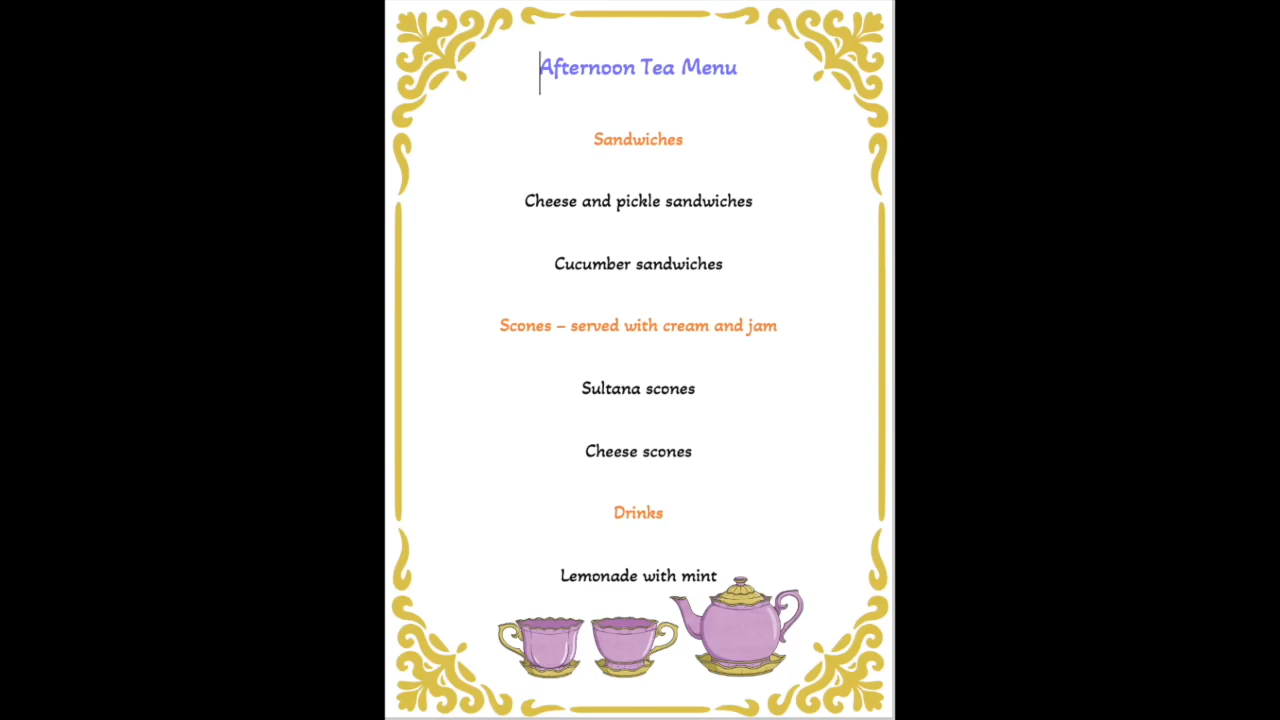 Afternoon Tea Menu
Sandwiches
Cheese and pickle sandwiches
Cucumber sandwiches
Scones – served with cream and jam
Sultana scones
Cheese scones
Drinks
Lemonade with mint